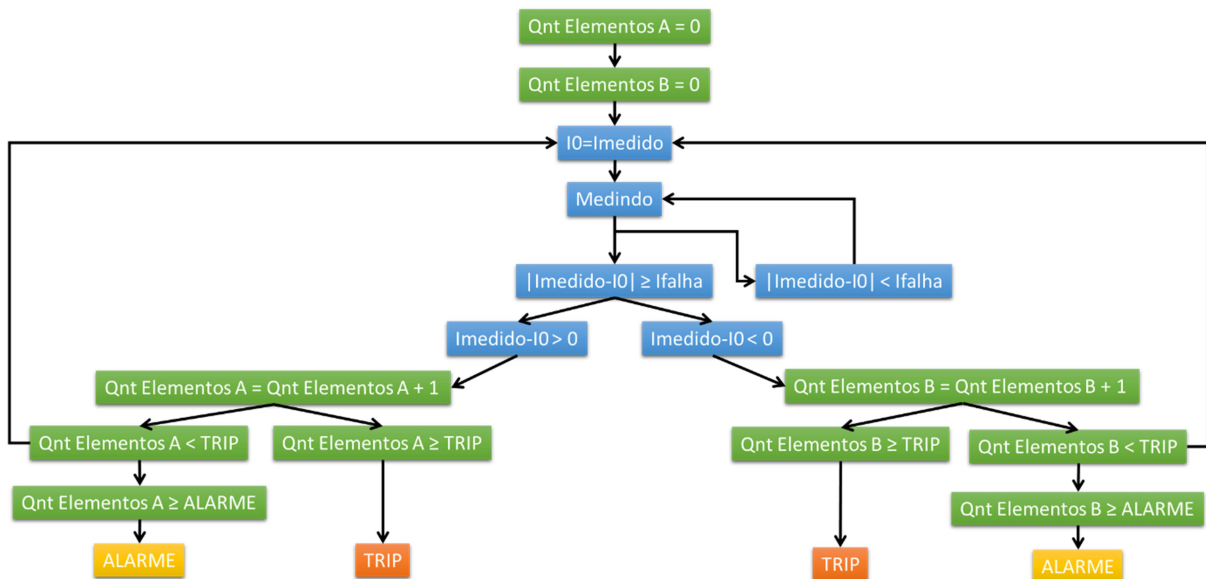 Qnt Elementos A = 0
Qnt Elementos B = 0
I0=Imedido
Medindo
|Imedido-I0| ≥ Ifalha
|Imedido-I0| < Ifalha
Imedido-I0 > 0
Imedido-I0 < 0
Qnt Elementos A = Qnt Elementos A + 1
Qnt Elementos B = Qnt Elementos B + 1
Qnt Elementos A < TRIP
Qnt Elementos A ≥ TRIP
Qnt Elementos B ≥ TRIP
Qnt Elementos B < TRIP
Qnt Elementos A ≥ ALARME
Qnt Elementos B ≥ ALARME
ALARME
TRIP
TRIP
ALARME